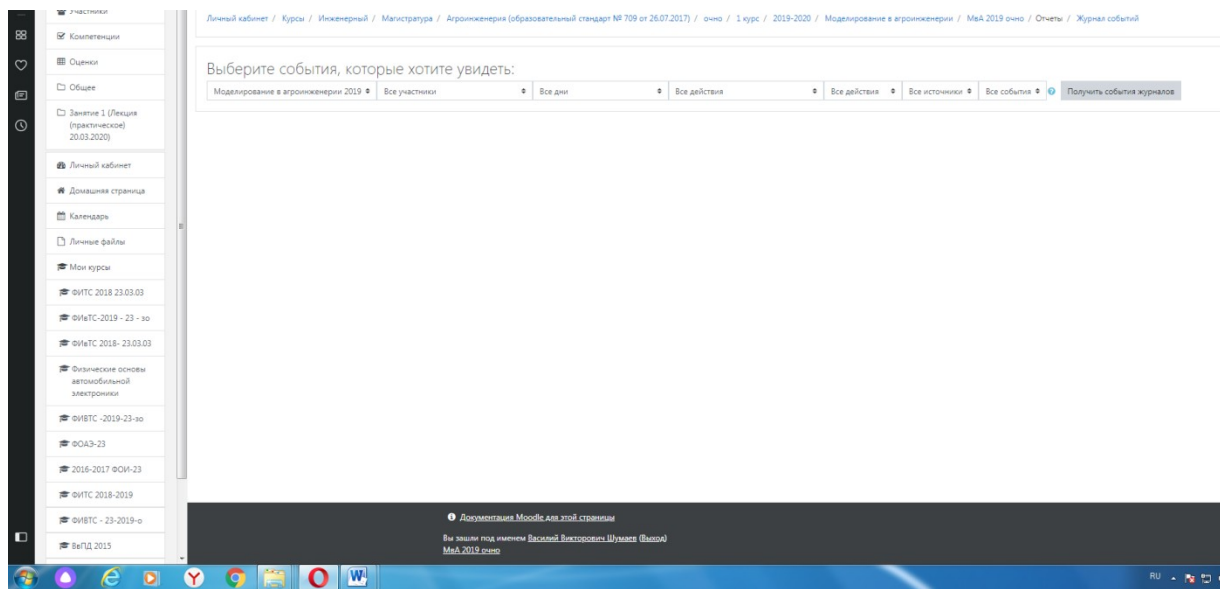 Участники
Компетенции
Оценки
Общее
Занятие 1 (Лекция
(практическое)
20.03.2020)
Личный кабинет
Домашняя страница
Календарь
Личные файлы
Мои курсы
ФИТС 2018 23.03.03
ФИвТС-2019 - 23 - зо
ФИвТС 2018- 23.03.03
Физические основы
автомобильной
электроники
ФИВТС -2019-23-зо
ФОАЭ-23
2016-2017 ФОИ-23
ФИТС 2018-2019
ФИВТС - 23-2019-о
ВеПД 2015
Личный кабинет / Курсы / Инженерный / Магистратура / Агроинженерия (образовательный стандарт № 709 от 26.07.2017) / очно / 1 курс / 2019-2020 / Моделирование в агроинженерии / МвА 2019 очно / Отчеты / Журнал событий
Выберите события, которые хотите увидеть:
Моделирование в агроинженерии 2019 Все участники Все дни Все действия Все действия Все источники Все события Получить события журналов
Документация Moodle для этой страницы
Вы зашли под именем Василий Викторович Шумаев (Выход)
МвА 2019 очно
RU